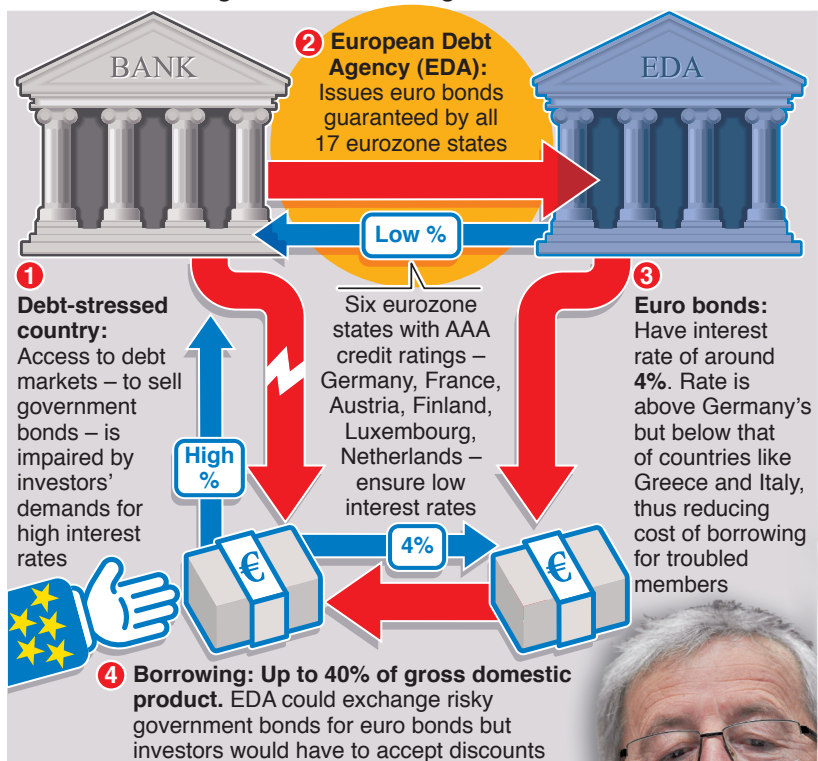 BANK
2 European Debt
Agency (EDA):
Issues euro bonds
guaranteed by all
17 eurozone states
EDA
Low %
1
Debt-stressed
country:
Access to debt
markets – to sell
government
bonds – is
impaired by
investors’
demands for
high interest
rates
High
%
Six eurozone
states with AAA
credit ratings –
Germany, France,
Austria, Finland,
Luxembourg,
Netherlands –
ensure low
interest rates
3
Euro bonds:
Have interest
rate of around
4%. Rate is
above Germany’s
but below that
of countries like
Greece and Italy,
thus reducing
cost of borrowing
for troubled
members
€
4%
€
4 Borrowing: Up to 40% of gross domestic
product. EDA could exchange risky
government bonds for euro bonds but
investors would have to accept discounts